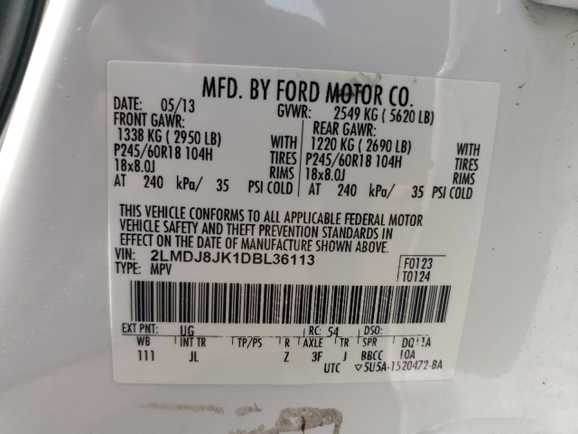 MFD. BY FORD MOTOR CO.
DATE: 05/13 GVWR: 2549 KG ( 5620 LB)
FRONT GAWR: REAR GAWR:
1338 KG ( 2950 LB) WITH 1220 KG ( 2690 LB) WITH
P245/60R18 104H TIRES P245/60R18 104H TIRES
18x8.0J RIMS 18x8.0J RIMS
AT 240 kPa/ 35 PSI COLD AT 240 kPa/ 35 PSI COLD
THIS VEHICLE CONFORMS TO ALL APPLICABLE FEDERAL MOTOR
VEHICLE SAFETY AND THEFT PREVENTION STANDARDS IN
EFFECT ON THE DATE OF MANUFACTURE SHOWN ABOVE.
VIN: 2LMDJ8JK1DBL36113 F0123
TYPE: MPV T0124
EXT PNT: UG RC: 54 DSO:
WB INT TR TP/PS R AXLE TR SPR
111 JL Z 3F J BBCC 10A
UTC ▽5U5A-1520472-BA